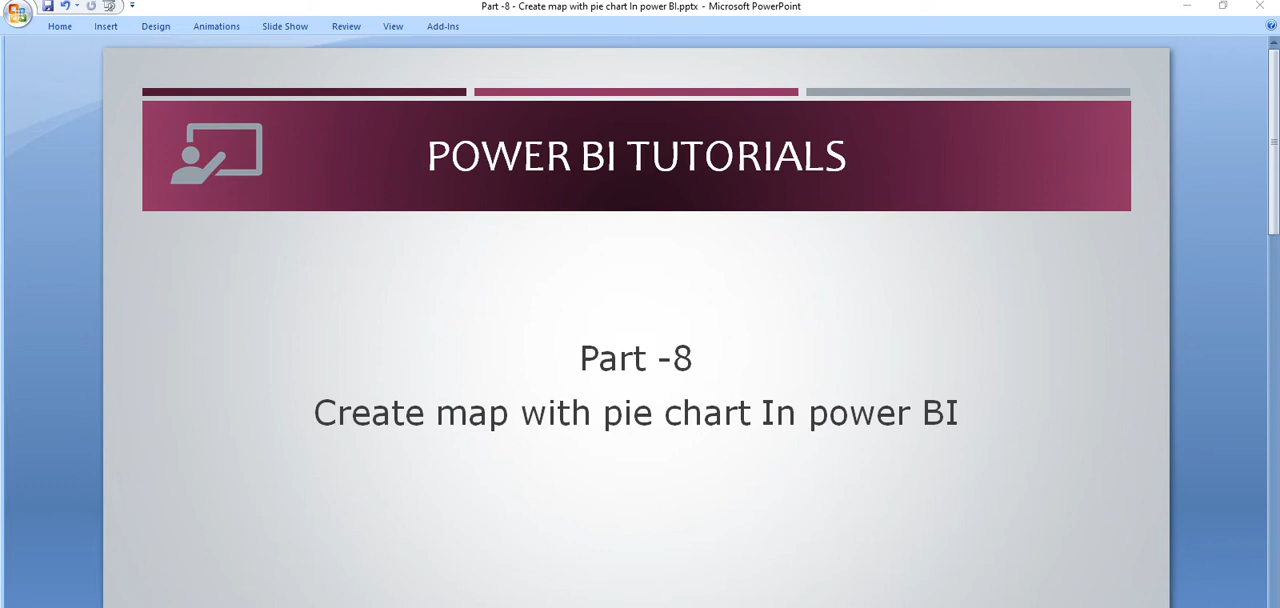 Part -8 - Create map with pie chart In power BI.pptx - Microsoft PowerPoint
Home Insert Design Animations Slide Show Review View Add-Ins
POWER BI TUTORIALS
Part -8
Create map with pie chart In power BI